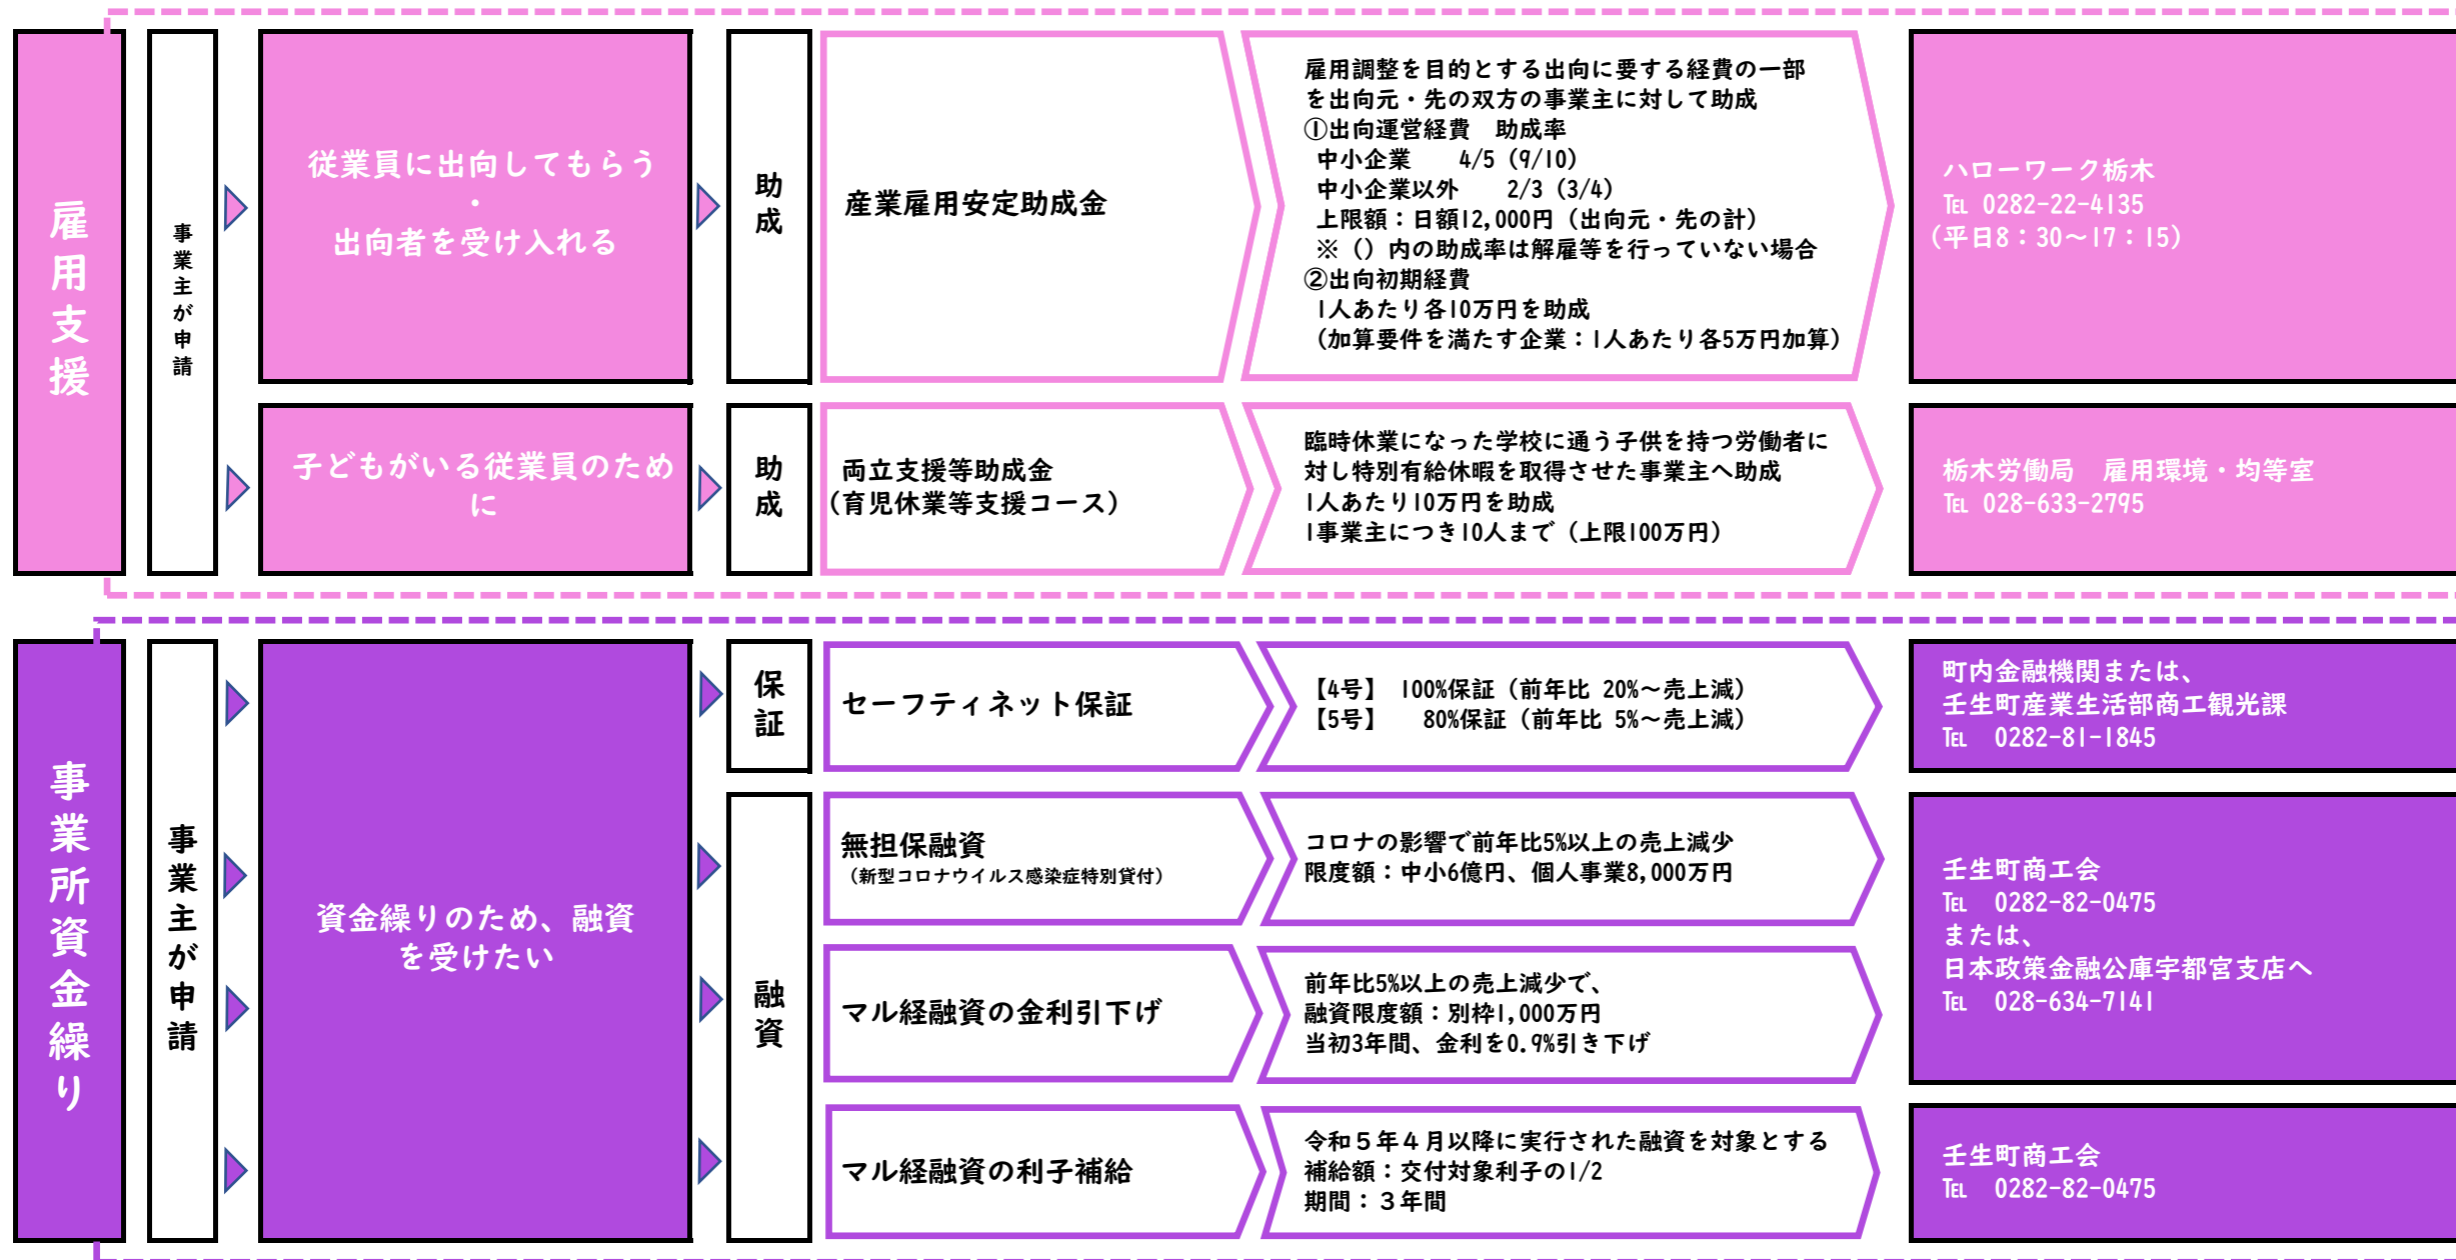 雇用支援
事業主が申請
従業員に出向してもらう
・
出向者を受け入れる
助成
産業雇用安定助成金
雇用調整を目的とする出向に要する経費の一部
を出向元・先の双方の事業主に対して助成
①出向運営経費　助成率
中小企業　　4/5（9/10）
中小企業以外　　2/3（3/4）
上限額：日額12,000円（出向元・先の計）
※（）内の助成率は解雇等を行っていない場合
②出向初期経費
1人あたり各10万円を助成
（加算要件を満たす企業：1人あたり各5万円加算）
ハローワーク栃木
℡ 0282-22-4135
（平日8：30～17：15）
子どもがいる従業員のため
に
助成
両立支援等助成金
（育児休業等支援コース）
臨時休業になった学校に通う子供を持つ労働者に
対し特別有給休暇を取得させた事業主へ助成
1人あたり10万円を助成
1事業主につき10人まで（上限100万円）
栃木労働局　雇用環境・均等室
℡ 028-633-2795
事業所資金繰り
事業主が申請
資金繰りのため、融資
を受けたい
保証
セーフティネット保証
【4号】 100%保証（前年比 20%～売上減）
【5号】　 80%保証（前年比 5%～売上減）
町内金融機関または、
壬生町産業生活部商工観光課
℡　0282-81-1845
融資
無担保融資
（新型コロナウイルス感染症特別貸付）
コロナの影響で前年比5%以上の売上減少
限度額：中小6億円、個人事業8,000万円
壬生町商工会
℡　0282-82-0475
または、
日本政策金融公庫宇都宮支店へ
℡　028-634-7141
マル経融資の金利引下げ
前年比5%以上の売上減少で、
融資限度額：別枠1,000万円
当初3年間、金利を0.9%引き下げ
マル経融資の利子補給
令和５年４月以降に実行された融資を対象とする
補給額：交付対象利子の1/2
期間：３年間
壬生町商工会
℡　0282-82-0475